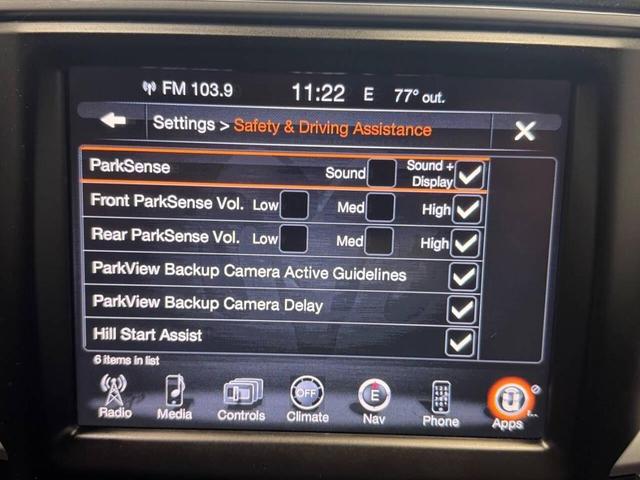 FM 103.9 11:22 E 77° out.
Settings > Safety & Driving Assistance
ParkSense Sound Sound + Display
Front ParkSense Vol. Low Med High
Rear ParkSense Vol. Low Med High
ParkView Backup Camera Active Guidelines
ParkView Backup Camera Delay
Hill Start Assist
6 items in list
OFF E
Radio Media Controls Climate Nav Phone Apps